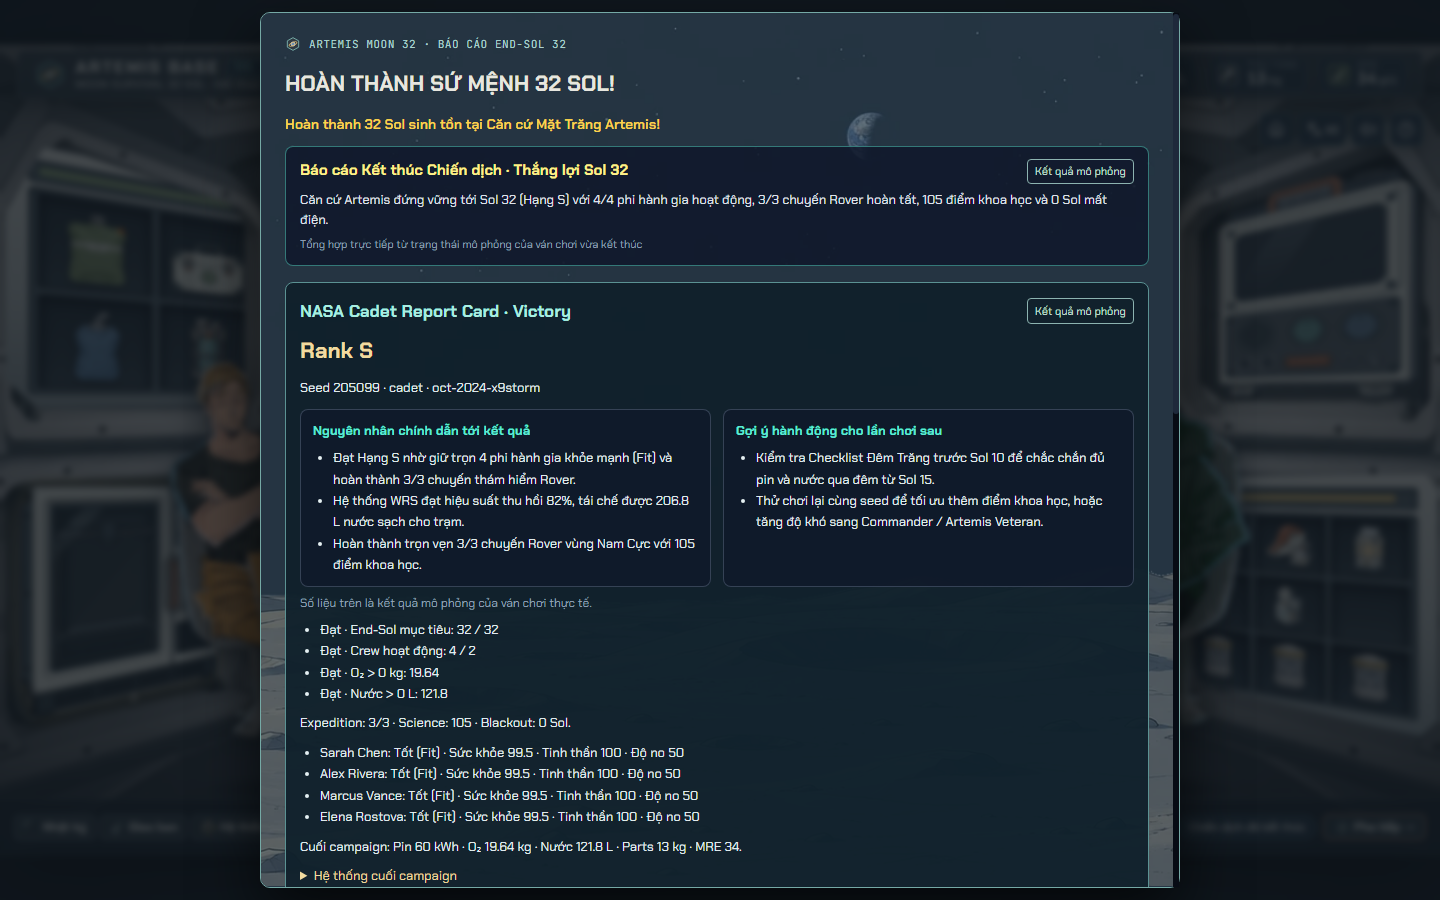 ARTEMIS MOON 32 · BÁO CÁO END-SOL 32
HOÀN THÀNH SỨ MỆNH 32 SOL!
Hoàn thành 32 Sol sinh tồn tại Căn cứ Mặt Trăng Artemis!
Báo cáo Kết thúc Chiến dịch · Thắng lợi Sol 32
Kết quả mô phỏng
Căn cứ Artemis đứng vững tới Sol 32 (Hạng S) với 4/4 phi hành gia hoạt động, 3/3 chuyến Rover hoàn tất, 105 điểm khoa học và 0 Sol mất
điện.
Tổng hợp trực tiếp từ trạng thái mô phỏng của ván chơi vừa kết thúc
NASA Cadet Report Card · Victory
Kết quả mô phỏng
Rank S
Seed 205099 · cadet · oct-2024-x9storm
Nguyên nhân chính dẫn tới kết quả
• Đạt Hạng S nhờ giữ trọn 4 phi hành gia khỏe mạnh (Fit) và
hoàn thành 3/3 chuyến thám hiểm Rover.
• Hệ thống WRS đạt hiệu suất thu hồi 82%, tái chế được 206.8
L nước sạch cho trạm.
• Hoàn thành trọn vẹn 3/3 chuyến Rover vùng Nam Cực với 105
điểm khoa học.
Gợi ý hành động cho lần chơi sau
• Kiểm tra Checklist Đêm Trăng trước Sol 10 để chắc chắn đủ
pin và nước qua đêm từ Sol 15.
• Thử chơi lại cùng seed để tối ưu thêm điểm khoa học, hoặc
tăng độ khó sang Commander / Artemis Veteran.
Số liệu trên là kết quả mô phỏng của ván chơi thực tế.
• Đạt · End-Sol mục tiêu: 32 / 32
• Đạt · Crew hoạt động: 4 / 2
• Đạt · O₂ > 0 kg: 19.64
• Đạt · Nước > 0 L: 121.8
Expedition: 3/3 · Science: 105 · Blackout: 0 Sol.
• Sarah Chen: Tốt (Fit) · Sức khỏe 99.5 · Tinh thần 100 · Độ no 50
• Alex Rivera: Tốt (Fit) · Sức khỏe 99.5 · Tinh thần 100 · Độ no 50
• Marcus Vance: Tốt (Fit) · Sức khỏe 99.5 · Tinh thần 100 · Độ no 50
• Elena Rostova: Tốt (Fit) · Sức khỏe 99.5 · Tinh thần 100 · Độ no 50
Cuối campaign: Pin 60 kWh · O₂ 19.64 kg · Nước 121.8 L · Parts 13 kg · MRE 34.
▶ Hệ thống cuối campaign
ARTEMIS BASE